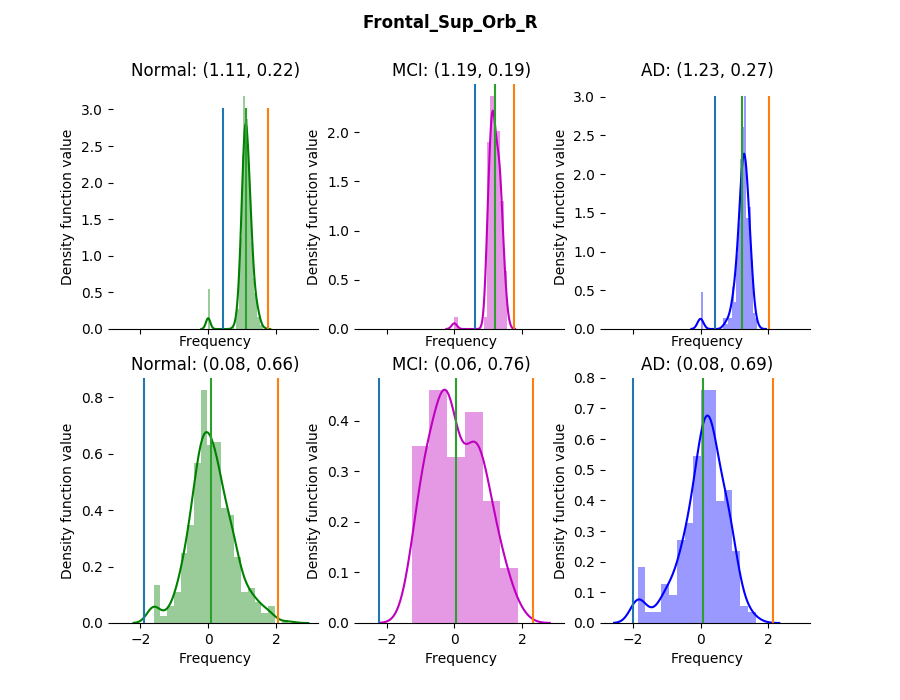 Frontal_Sup_Orb_R
Normal: (1.11, 0.22)
MCI: (1.19, 0.19)
AD: (1.23, 0.27)
Density function value
3.0
2.5
2.0
1.5
1.0
0.5
0.0
Frequency
Density function value
2.0
1.5
1.0
0.5
0.0
Frequency
Density function value
3.0
2.5
2.0
1.5
1.0
0.5
0.0
Frequency
Normal: (0.08, 0.66)
MCI: (0.06, 0.76)
AD: (0.08, 0.69)
Density function value
0.8
0.6
0.4
0.2
0.0
−2 0 2
Frequency
Density function value
0.4
0.3
0.2
0.1
0.0
−2 0 2
Frequency
Density function value
0.8
0.7
0.6
0.5
0.4
0.3
0.2
0.1
0.0
−2 0 2
Frequency